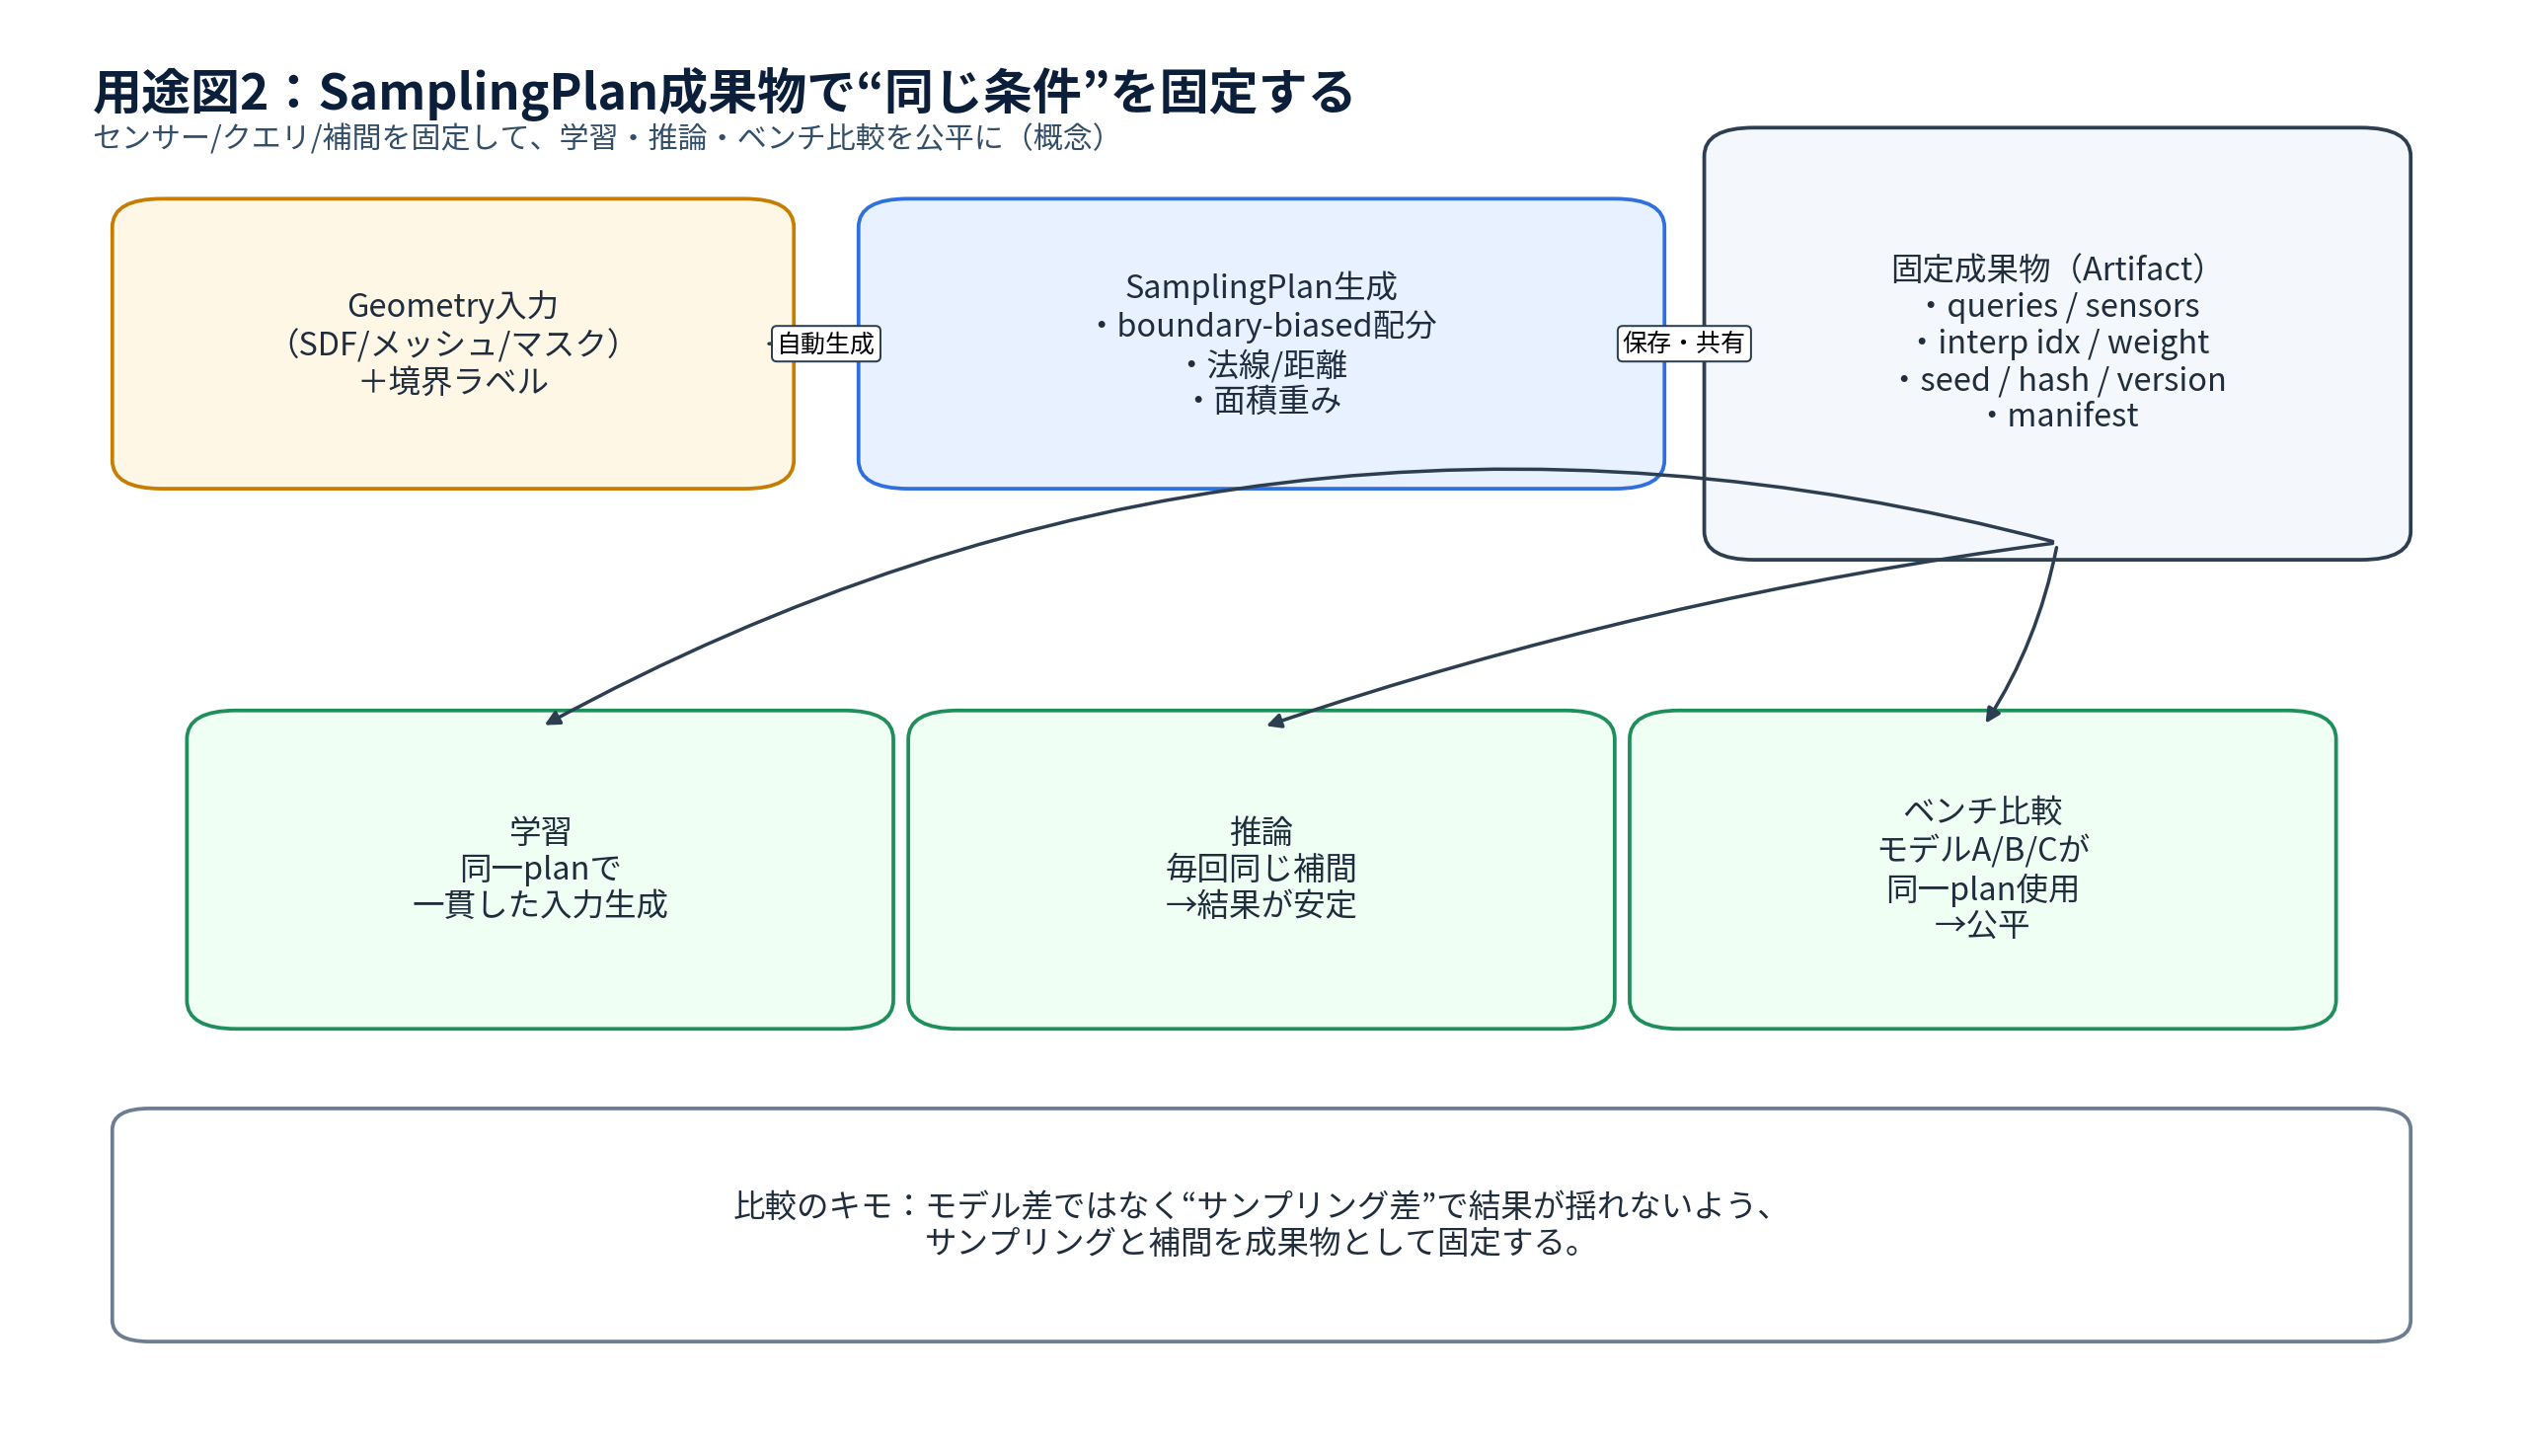 用途図2：SamplingPlan成果物で“同じ条件”を固定する
センサー/クエリ/補間を固定して、学習・推論・ベンチ比較を公平に（概念）
Geometry入力
（SDF/メッシュ/マスク）
＋境界ラベル
自動生成
SamplingPlan生成
・boundary-biased配分
・法線/距離
・面積重み
保存・共有
固定成果物（Artifact）
・queries / sensors
・interp idx / weight
・seed / hash / version
・manifest
学習
同一planで
一貫した入力生成
推論
毎回同じ補間
→結果が安定
ベンチ比較
モデルA/B/Cが
同一plan使用
→公平
比較のキモ：モデル差ではなく“サンプリング差”で結果が揺れないよう、
サンプリングと補間を成果物として固定する。